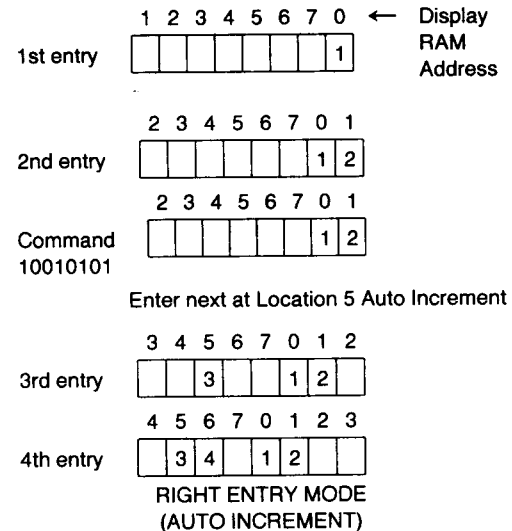 1 2 3 4 5 6 7 0 ← Display RAM Address
1st entry 1
2 3 4 5 6 7 0 1
2nd entry 1 2
2 3 4 5 6 7 0 1
Command 10010101 1 2
Enter next at Location 5 Auto Increment
3 4 5 6 7 0 1 2
3rd entry 3 1 2
4 5 6 7 0 1 2 3
4th entry 3 4 1 2
RIGHT ENTRY MODE
(AUTO INCREMENT)